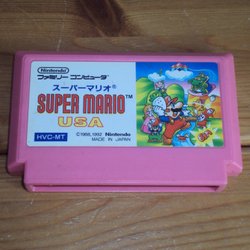 Nintendo
ファミリー コンピュータ
スーパーマリオ®
SUPER MARIO™
USA
HVC-MT
©1988,1992 Nintendo
MADE IN JAPAN